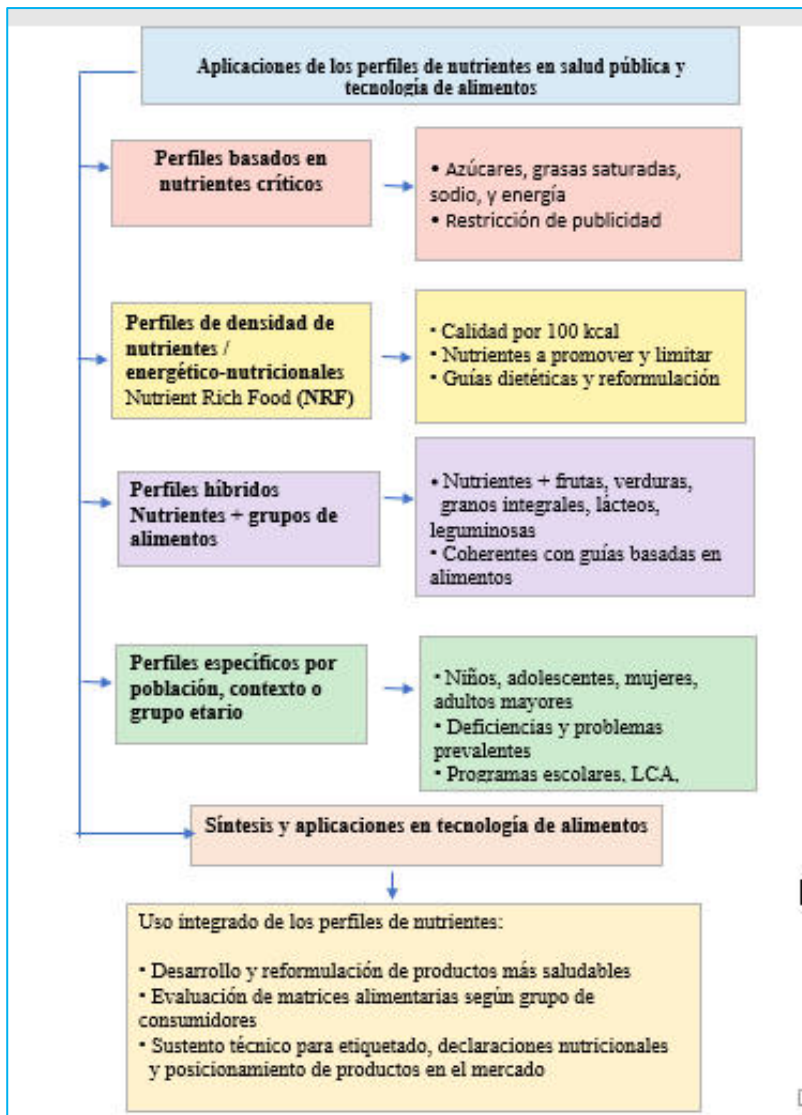 Aplicaciones de los perfiles de nutrientes en salud pública y
tecnología de alimentos
Perfiles basados en
nutrientes críticos
• Azúcares, grasas saturadas,
sodio, y energía
• Restricción de publicidad
Perfiles de densidad de
nutrientes /
energético-nutricionales
Nutrient Rich Food (NRF)
• Calidad por 100 kcal
• Nutrientes a promover y limitar
• Guías dietéticas y reformulación
Perfiles híbridos
Nutrientes + grupos de
alimentos
• Nutrientes + frutas, verduras,
granos integrales, lácteos,
leguminosas
• Coherentes con guías basadas en
alimentos
Perfiles específicos por
población, contexto o
grupo etario
• Niños, adolescentes, mujeres,
adultos mayores
• Deficiencias y problemas
prevalentes
• Programas escolares, LCA,
Síntesis y aplicaciones en tecnología de alimentos
Uso integrado de los perfiles de nutrientes:
• Desarrollo y reformulación de productos más saludables
• Evaluación de matrices alimentarias según grupo de
consumidores
• Sustento técnico para etiquetado, declaraciones nutricionales
y posicionamiento de productos en el mercado